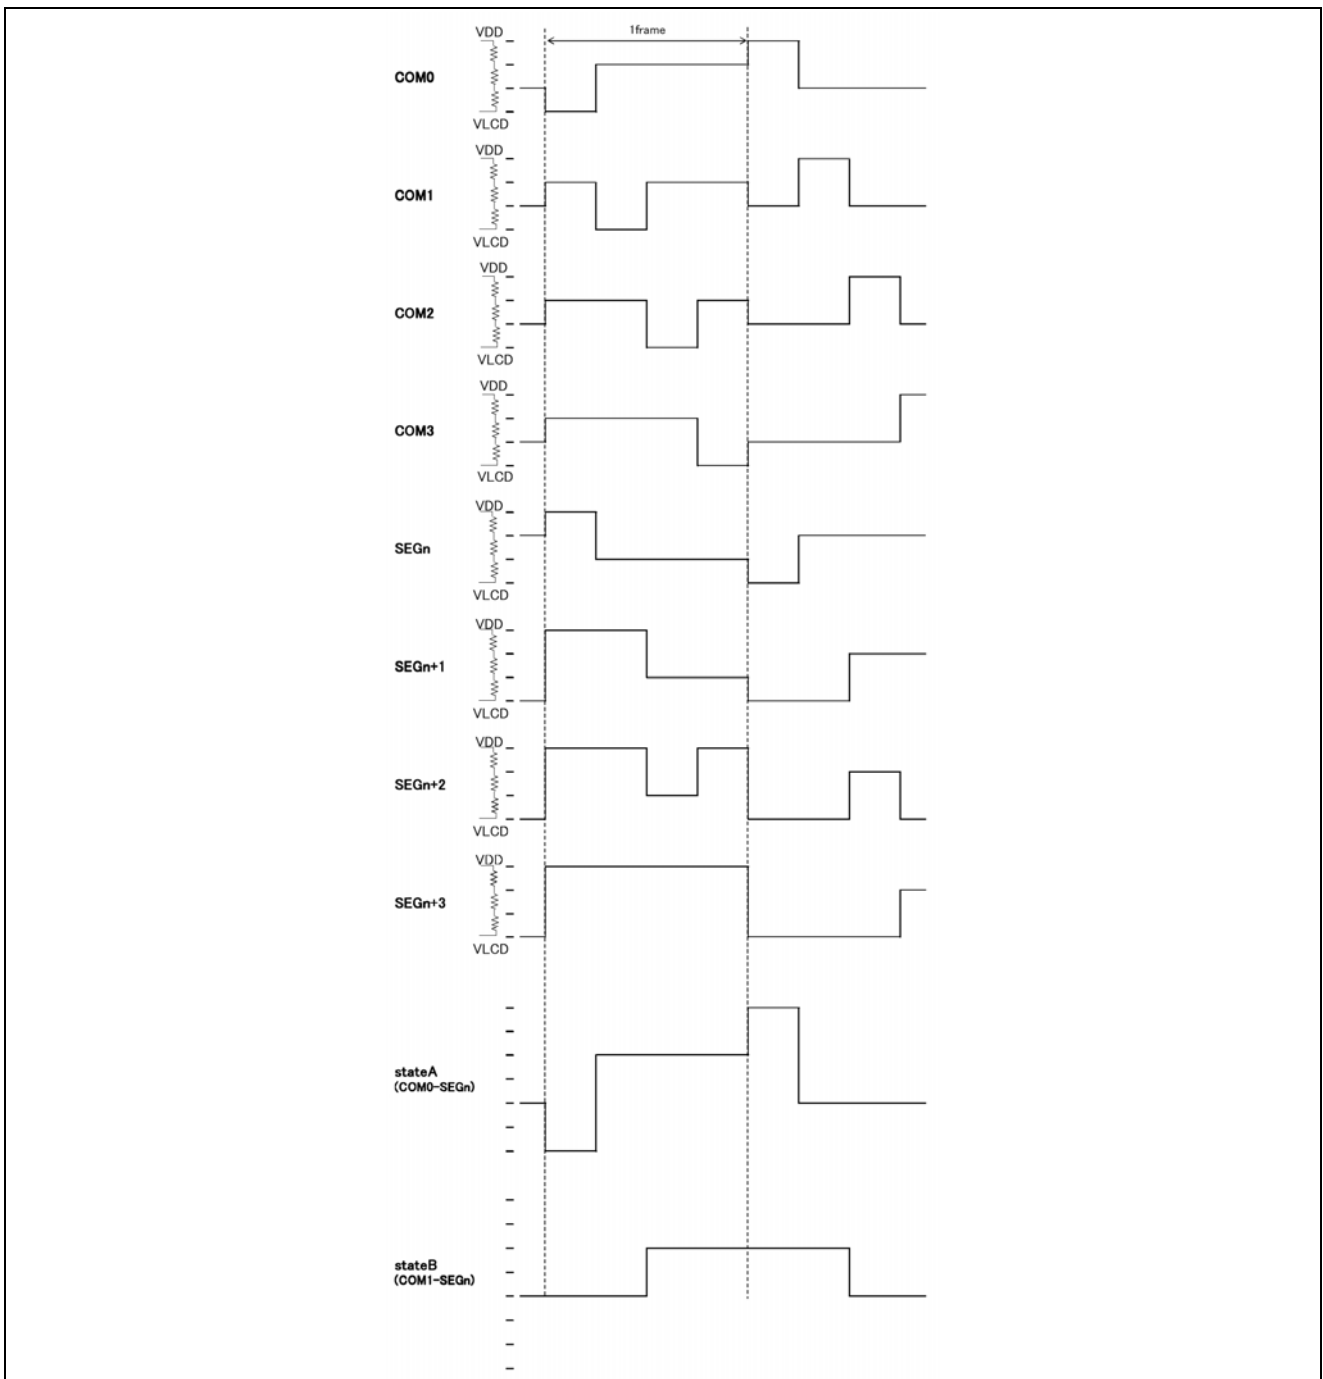 VDD
1frame
COM0
VLCD
VDD
COM1
VLCD
VDD
COM2
VLCD
VDD
COM3
VLCD
VDD
SEGn
VLCD
VDD
SEGn+1
VLCD
VDD
SEGn+2
VLCD
VDD
SEGn+3
VLCD
stateA
(COM0-SEGn)
stateB
(COM1-SEGn)